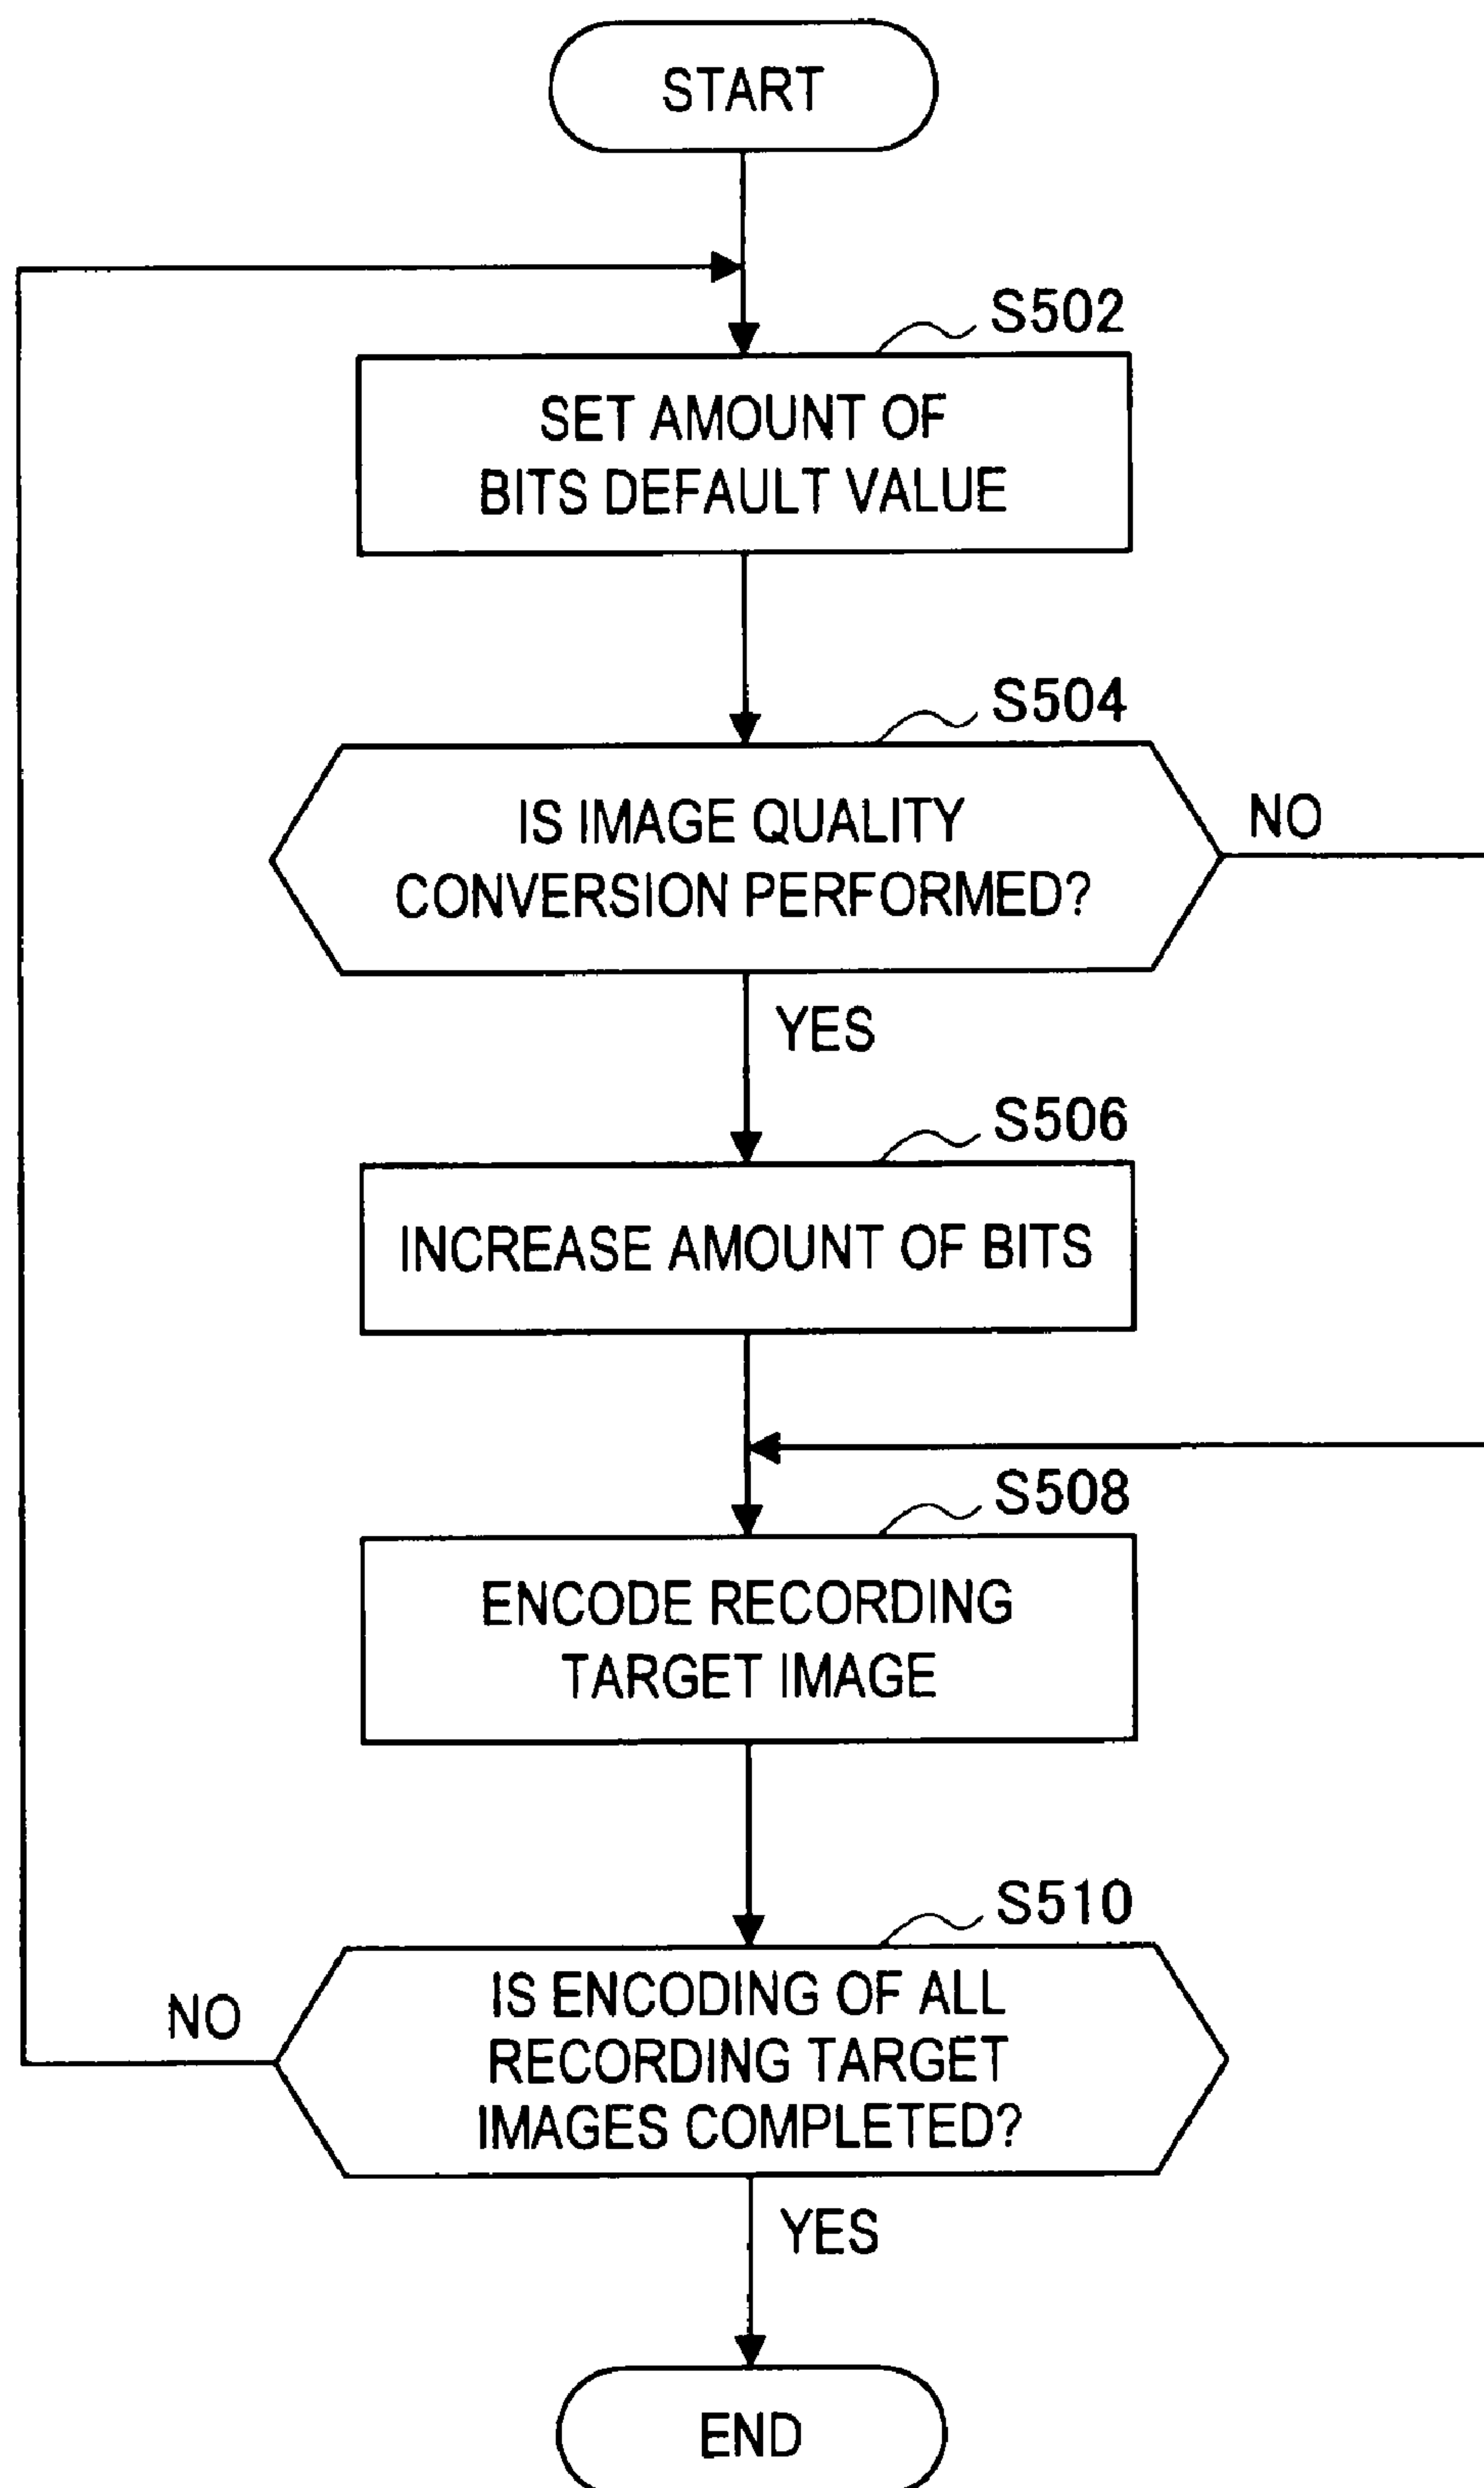 START
S502
SET AMOUNT OF
BITS DEFAULT VALUE
S504
IS IMAGE QUALITY
CONVERSION PERFORMED?
NO
YES
S506
INCREASE AMOUNT OF BITS
S508
ENCODE RECORDING
TARGET IMAGE
S510
IS ENCODING OF ALL
RECORDING TARGET
IMAGES COMPLETED?
NO
YES
END